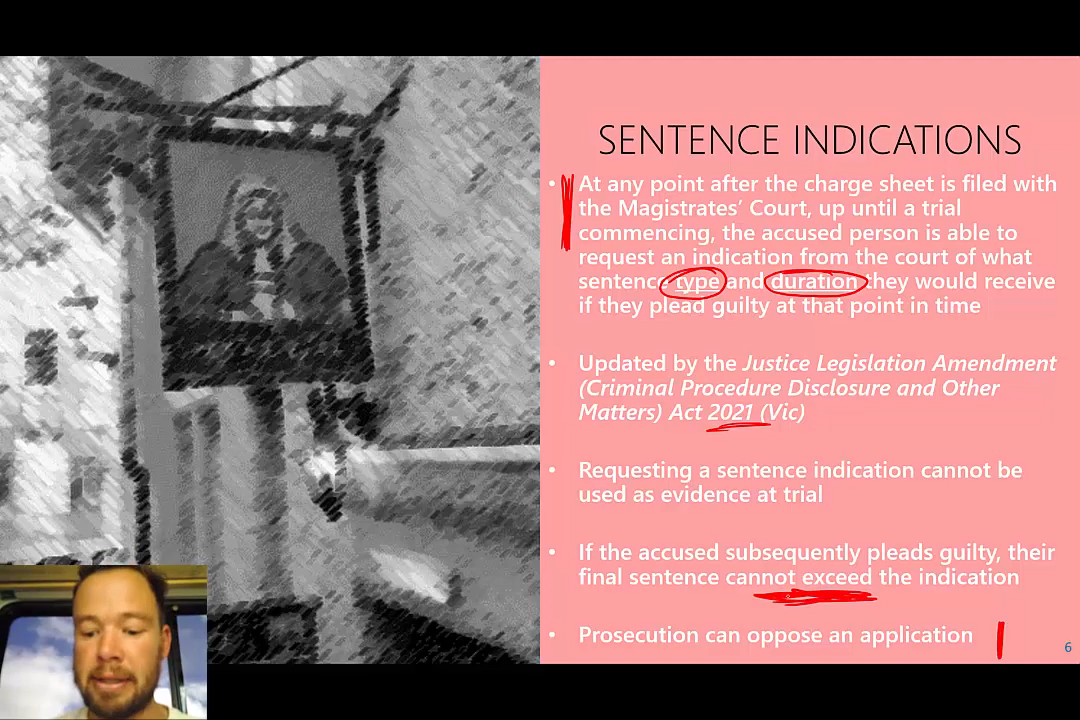 SENTENCE INDICATIONS
• At any point after the charge sheet is filed with
the Magistrates' Court, up until a trial
commencing, the accused person is able to
request an indication from the court of what
sentence type and duration they would receive
if they plead guilty at that point in time
• Updated by the Justice Legislation Amendment
(Criminal Procedure Disclosure and Other
Matters) Act 2021 (Vic)
• Requesting a sentence indication cannot be
used as evidence at trial
• If the accused subsequently pleads guilty, their
final sentence cannot exceed the indication
• Prosecution can oppose an application
6